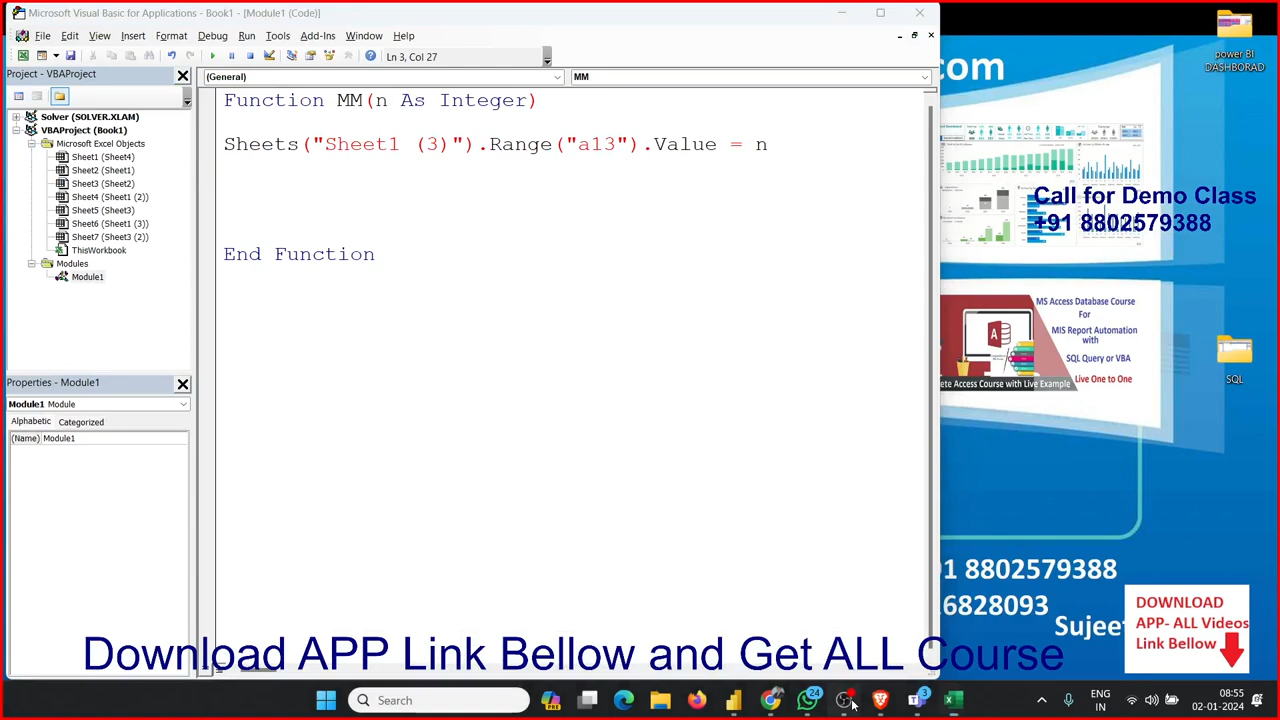 Microsoft Visual Basic for Applications - Book1 - [Module1 (Code)]
File Edit View Insert Format Debug Run Tools Add-Ins Window Help
Ln 3, Col 27
Project - VBAProject
(General)
MM
Solver (SOLVER.XLAM)
VBAProject (Book1)
Microsoft Excel Objects
Sheet1 (Sheet4)
Sheet2 (Sheet1)
Sheet3 (Sheet2)
Sheet4 (Sheet1 (2))
Sheet5 (Sheet3)
Sheet6 (Sheet1 (3))
Sheet7 (Sheet3 (2))
ThisWorkbook
Modules
Module1
Function MM(n As Integer)
Sheets("Sheet1 (3)").Range("a13").Value = n
End Function
Properties - Module1
Module1 Module
Alphabetic Categorized
(Name) Module1
com
power BI
DASHBORAD
Call for Demo Class
+91 8802579388
MS Access Database Course
For
MIS Report Automation
with
SQL Query or VBA
Live One to One
ete Access Course with Live Example
SQL
91 8802579388
6828093
Sujeet
DOWNLOAD
APP- ALL Videos
Link Bellow
Download APP Link Bellow and Get ALL Course
Search
PRE
24
3
ENG
IN
08:55
02-01-2024